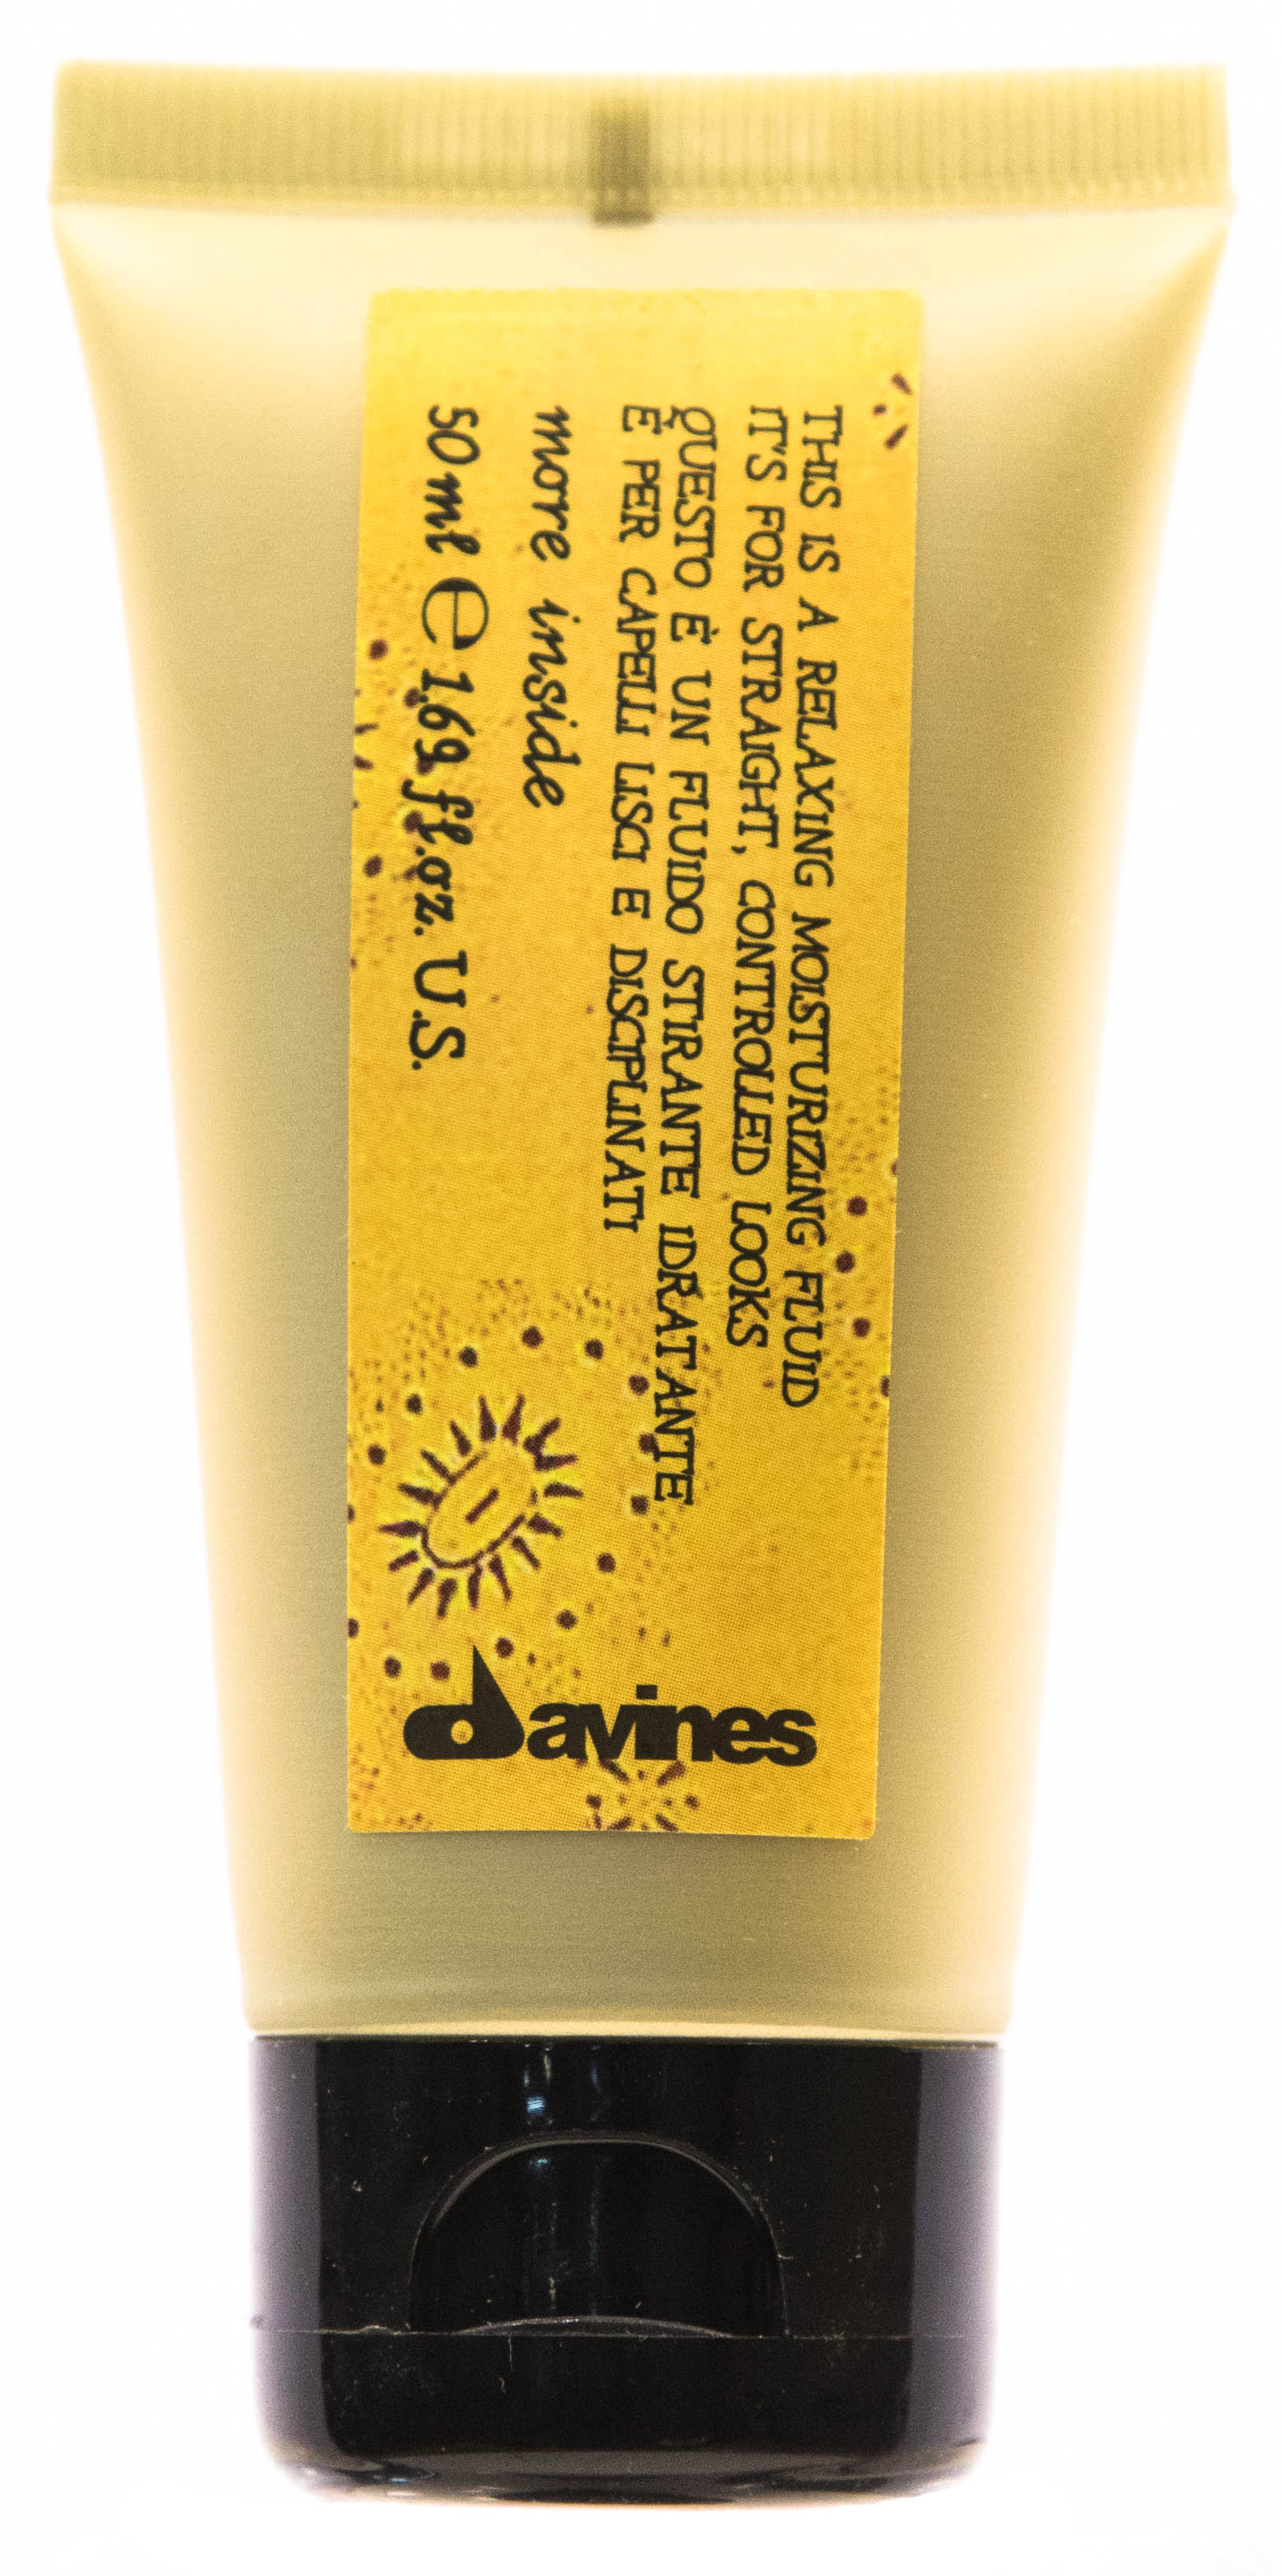 THIS IS A RELAXING MOISTURIZING FLUID
IT'S FOR STRAIGHT, CONTROLLED LOOKS
QUESTO È UN FLUIDO STIRANTE IDRATANTE
È PER CAPELLI LISCI E DISCIPLINATI
more inside
50 ml ℮ 1,69 fl.oz. U.S.
davines